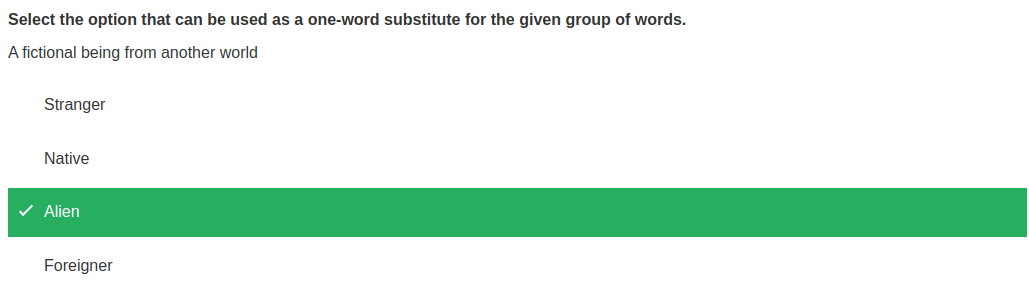 Select the option that can be used as a one-word substitute for the given group of words.
A fictional being from another world
Stranger
Native
Alien
Foreigner